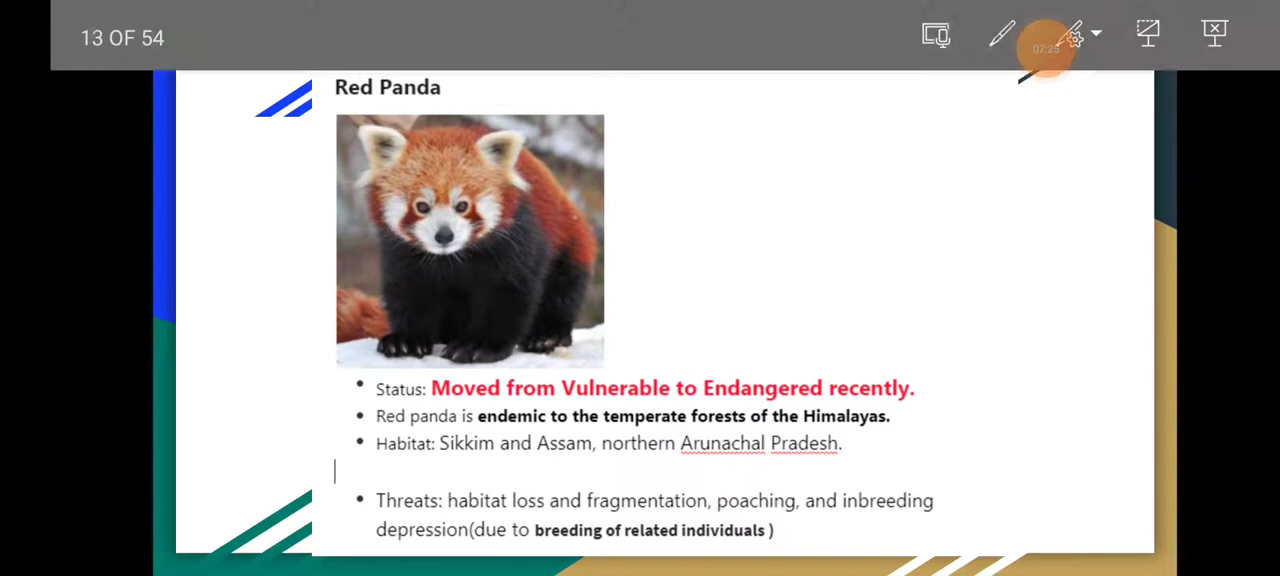 13 OF 54
07:25
Red Panda
• Status: Moved from Vulnerable to Endangered recently.
• Red panda is endemic to the temperate forests of the Himalayas.
• Habitat: Sikkim and Assam, northern Arunachal Pradesh.
• Threats: habitat loss and fragmentation, poaching, and inbreeding
depression(due to breeding of related individuals )